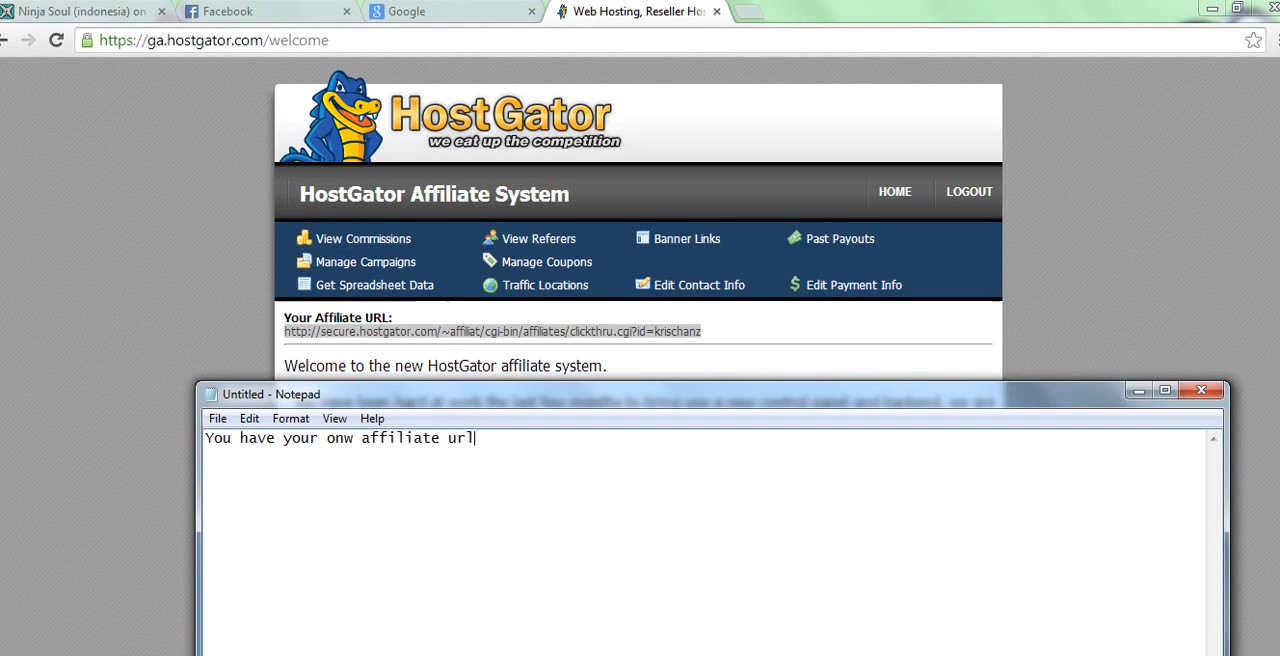 Ninja Soul (indonesia) on
Facebook
Google
Web Hosting, Reseller Hos
https://ga.hostgator.com/welcome
HostGator
we eat up the competition
HostGator Affiliate System
HOME
LOGOUT
View Commissions
View Referers
Banner Links
Past Payouts
Manage Campaigns
Manage Coupons
Get Spreadsheet Data
Traffic Locations
Edit Contact Info
Edit Payment Info
Your Affiliate URL:
http://secure.hostgator.com/~affiliat/cgi-bin/affiliates/clickthru.cgi?id=krischanz
Welcome to the new HostGator affiliate system.
Untitled - Notepad
File Edit Format View Help
You have your onw affiliate url